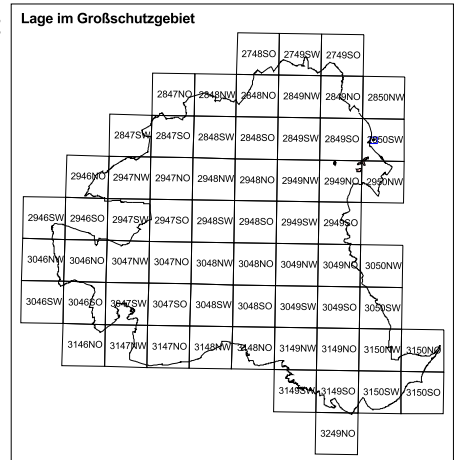 Lage im Großschutzgebiet
2748SO 2749SW 2749SO
2847NO 2848NW 2848NO 2849NW 2849NO 2850NW
2847SW 2847SO 2848SW 2848SO 2849SW 2849SO 2850SW
2946NO 2947NW 2947NO 2948NW 2948NO 2949NW 2949NO 2950NW
2946SW 2946SO 2947SW 2947SO 2948SW 2948SO 2949SW 2949SO
3046NW 3046NO 3047NW 3047NO 3048NW 3048NO 3049NW 3049NO 3050NW
3046SW 3046SO 3047SW 3047SO 3048SW 3048SO 3049SW 3049SO 3050SW
3146NO 3147NW 3147NO 3148NW 3148NO 3149NW 3149NO 3150NW 3150NO
3149SW 3149SO 3150SW 3150SO
3249NO